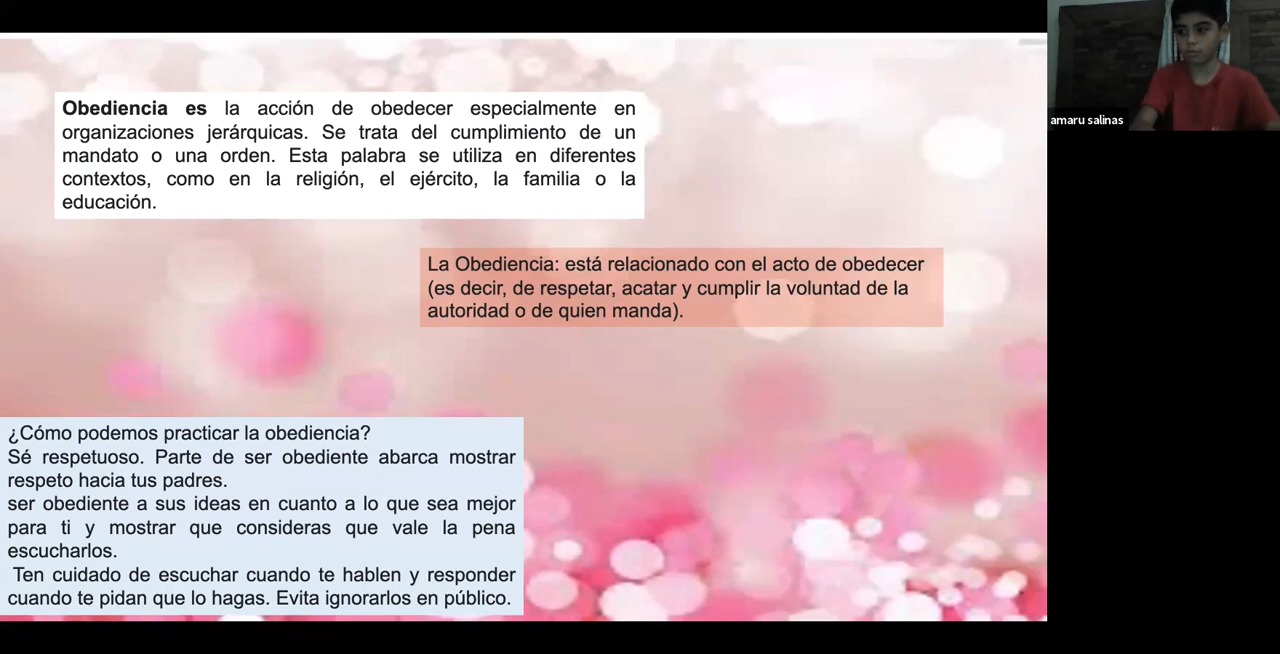 Obediencia es la acción de obedecer especialmente en
organizaciones jerárquicas. Se trata del cumplimiento de un
mandato o una orden. Esta palabra se utiliza en diferentes
contextos, como en la religión, el ejército, la familia o la
educación.
La Obediencia: está relacionado con el acto de obedecer
(es decir, de respetar, acatar y cumplir la voluntad de la
autoridad o de quien manda).
¿Cómo podemos practicar la obediencia?
Sé respetuoso. Parte de ser obediente abarca mostrar
respeto hacia tus padres.
ser obediente a sus ideas en cuanto a lo que sea mejor
para ti y mostrar que consideras que vale la pena
escucharlos.
Ten cuidado de escuchar cuando te hablen y responder
cuando te pidan que lo hagas. Evita ignorarlos en público.
amaru salinas